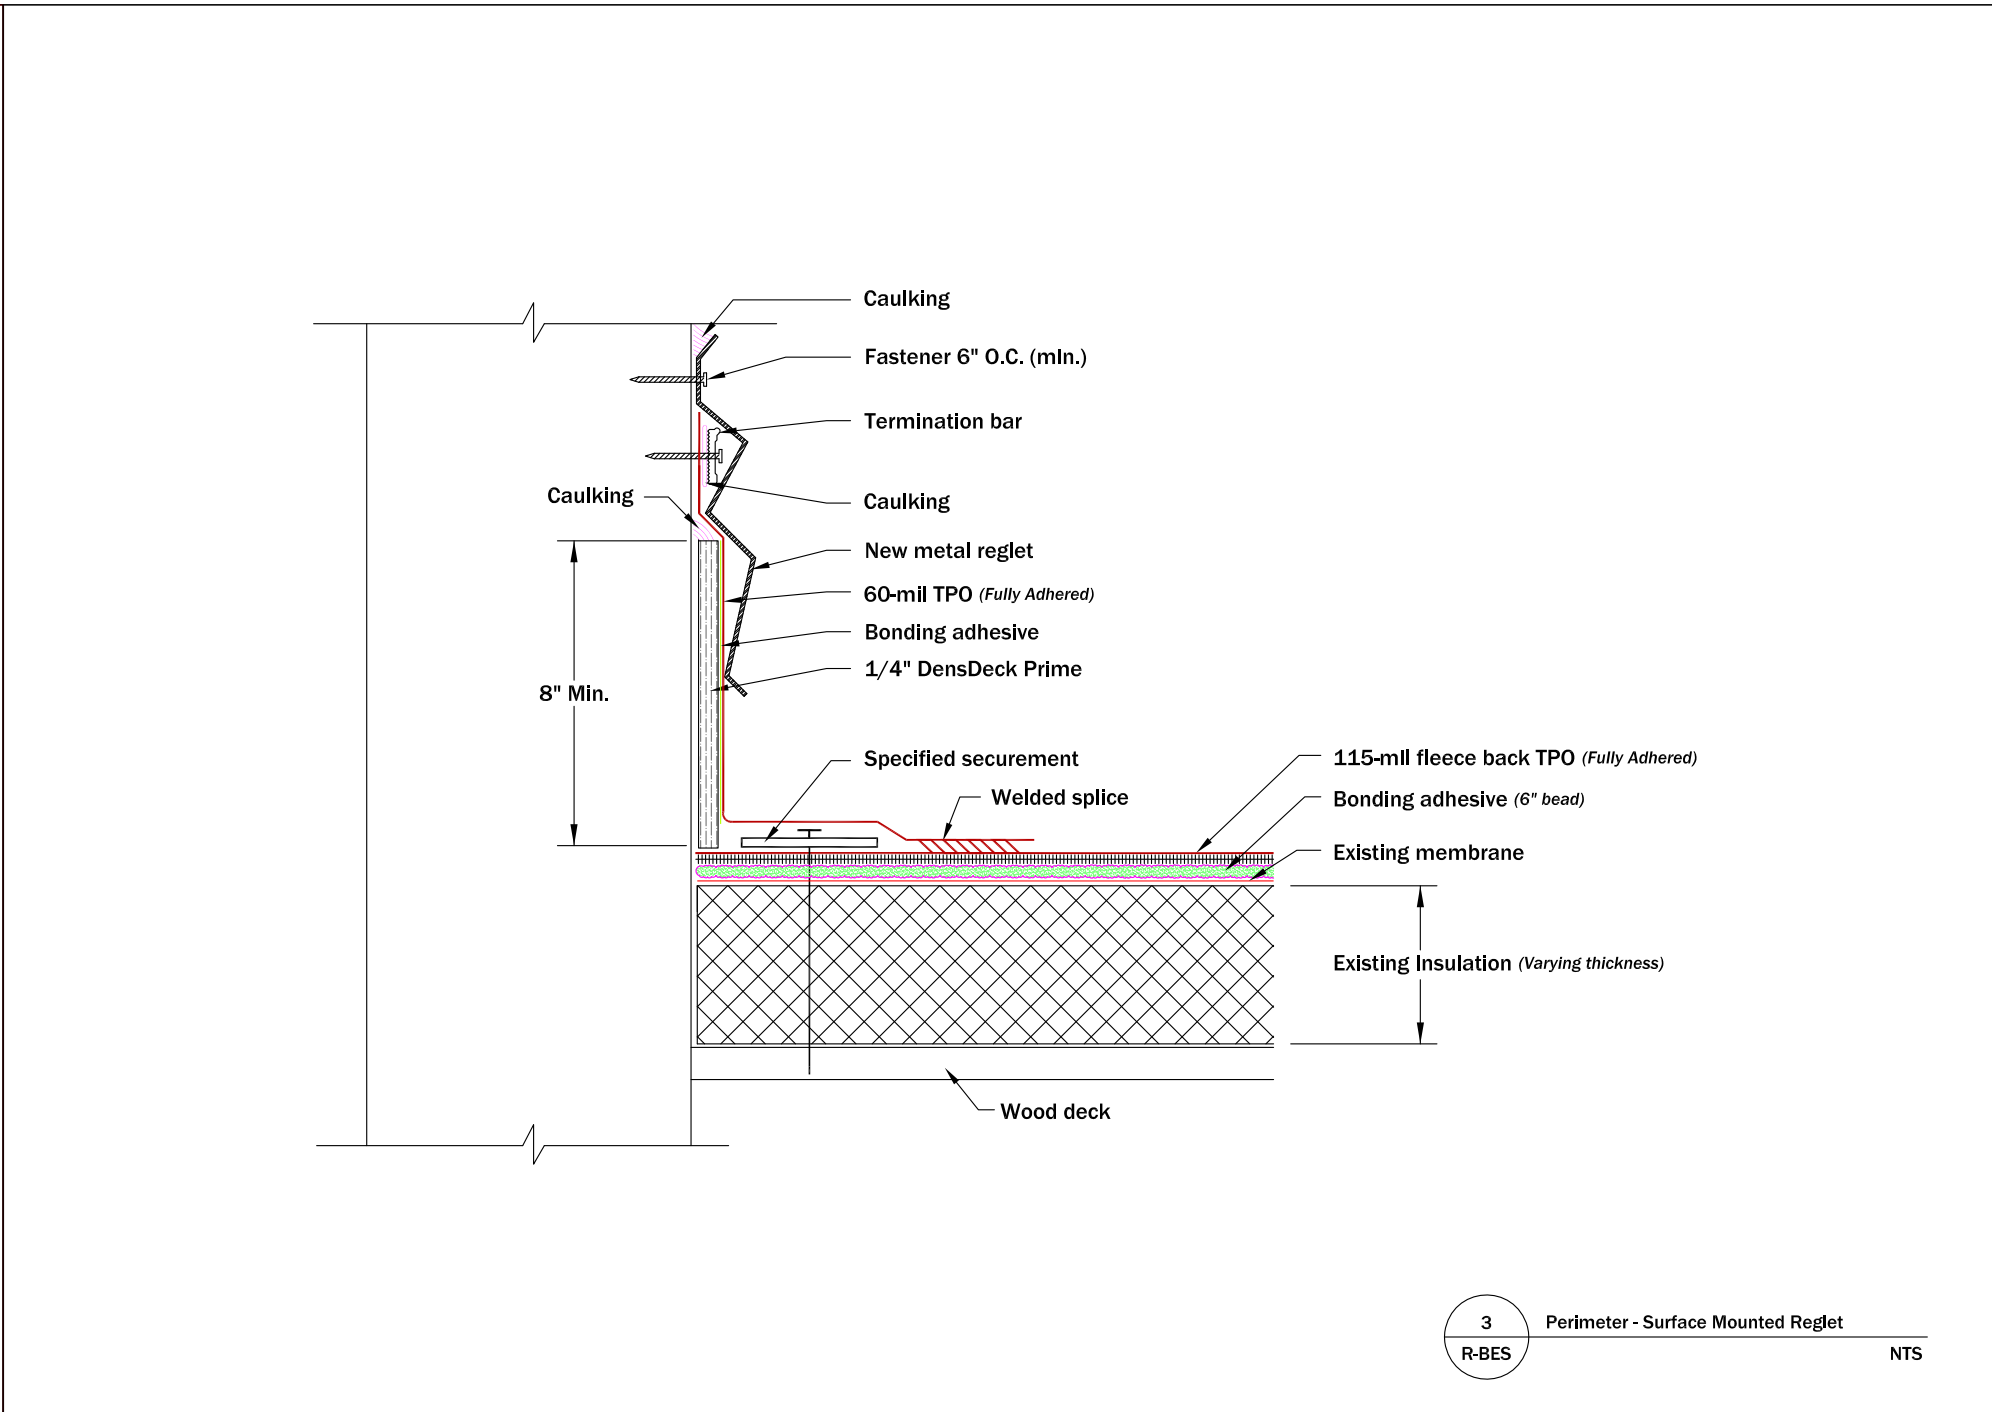 Caulking
Fastener 6" O.C. (min.)
Termination bar
Caulking
Caulking
New metal reglet
60-mil TPO (Fully Adhered)
Bonding adhesive
1/4" DensDeck Prime
8" Min.
Specified securement
Welded splice
115-mil fleece back TPO (Fully Adhered)
Bonding adhesive (6" bead)
Existing membrane
Existing Insulation (Varying thickness)
Wood deck
3
Perimeter - Surface Mounted Reglet
R-BES
NTS